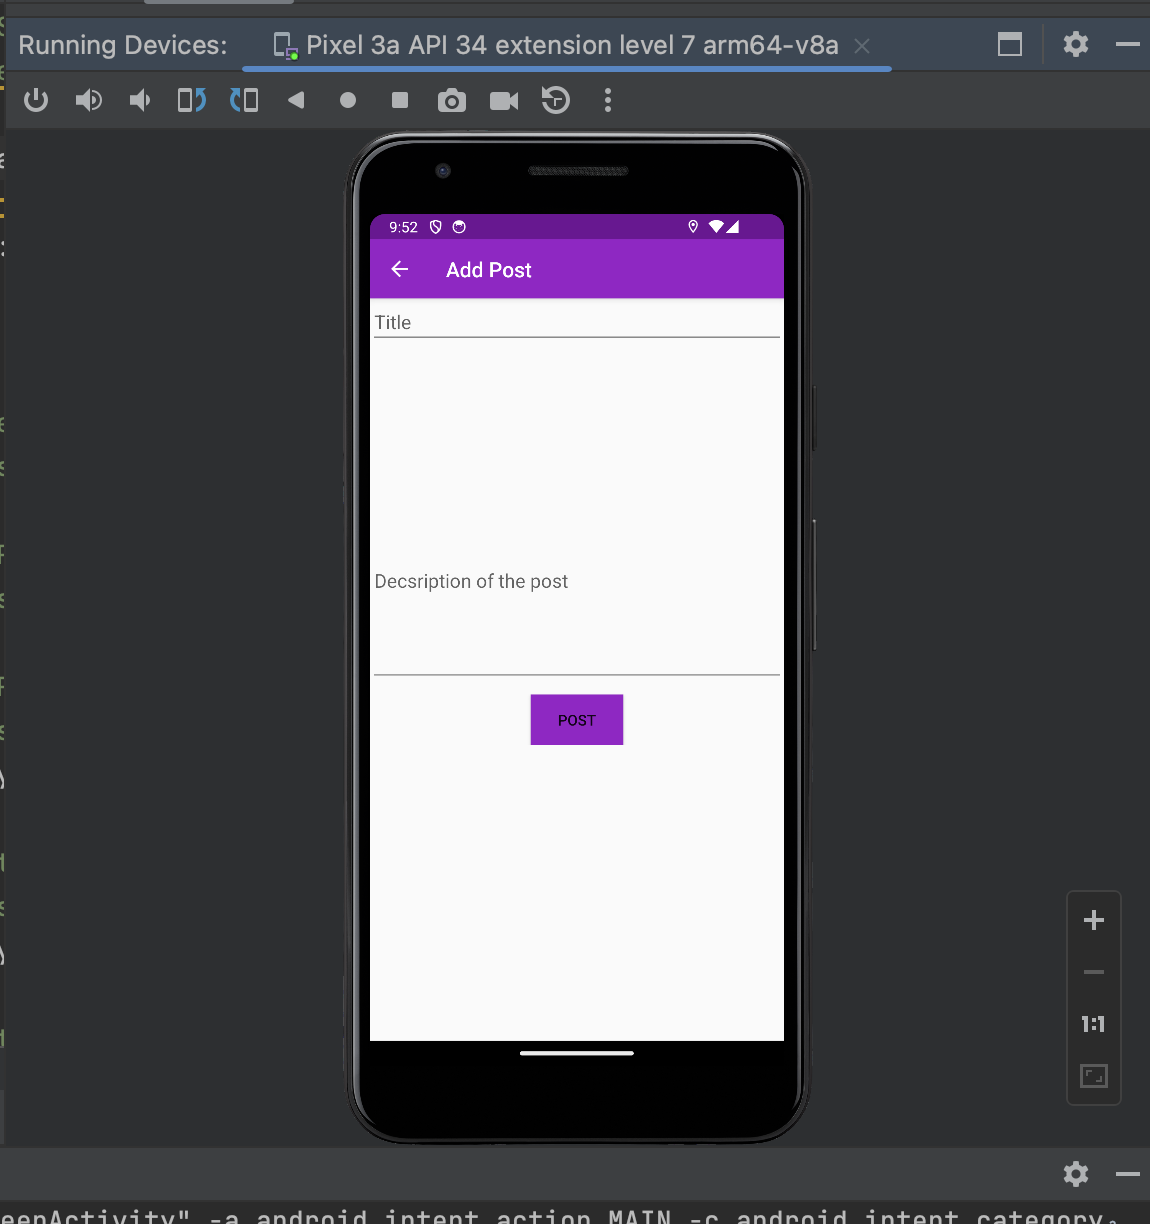 Running Devices: Pixel 3a API 34 extension level 7 arm64-v8a
9:52
Add Post
Title
Decsription of the post
POST
1:1
eenActivity" -a android.intent.action.MAIN -c android.intent.category.